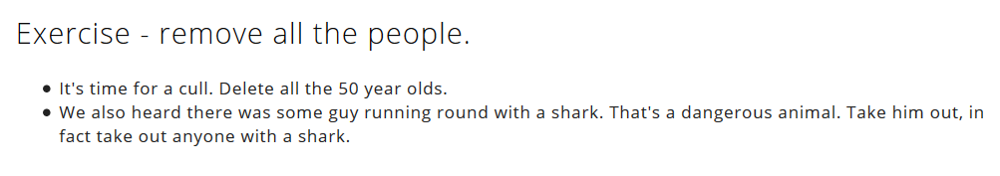 Exercise - remove all the people.
• It's time for a cull. Delete all the 50 year olds.
• We also heard there was some guy running round with a shark. That's a dangerous animal. Take him out, in
fact take out anyone with a shark.